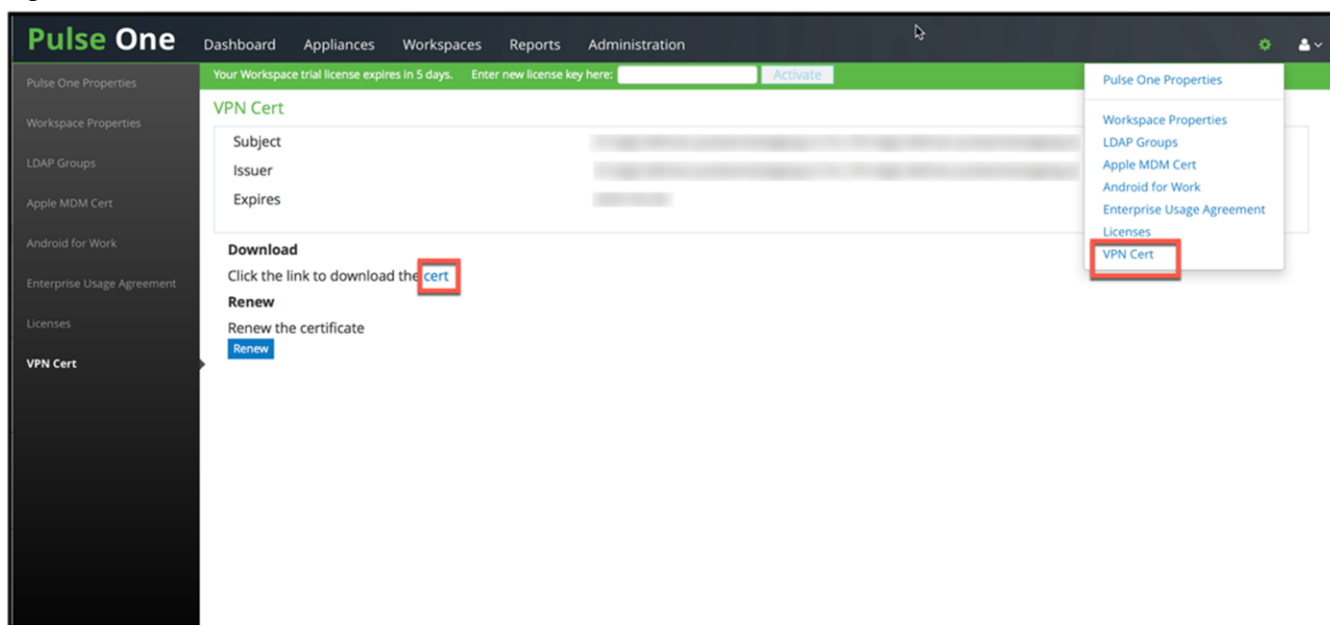 Pulse One
Dashboard Appliances Workspaces Reports Administration
Your Workspace trial license expires in 5 days. Enter new license key here: Activate
Pulse One Properties
Workspace Properties
LDAP Groups
Apple MDM Cert
Android for Work
Enterprise Usage Agreement
Licenses
VPN Cert
VPN Cert
Subject
Issuer
Expires
Download
Click the link to download the cert
Renew
Renew the certificate
Renew
Pulse One Properties
Workspace Properties
LDAP Groups
Apple MDM Cert
Android for Work
Enterprise Usage Agreement
Licenses
VPN Cert